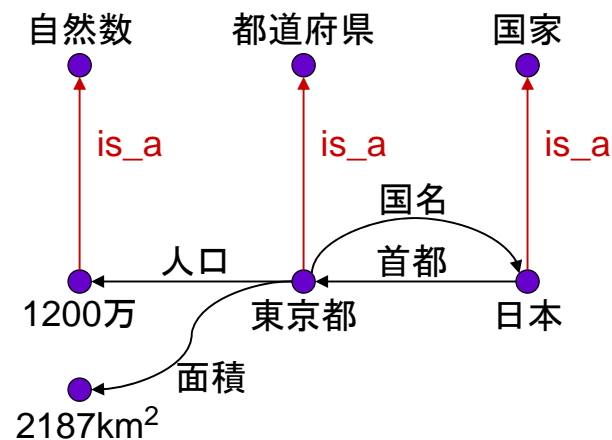 自然数 都道府県 国家
is_a is_a is_a
国名
人口 首都
1200万 東京都 日本
面積
2187km²